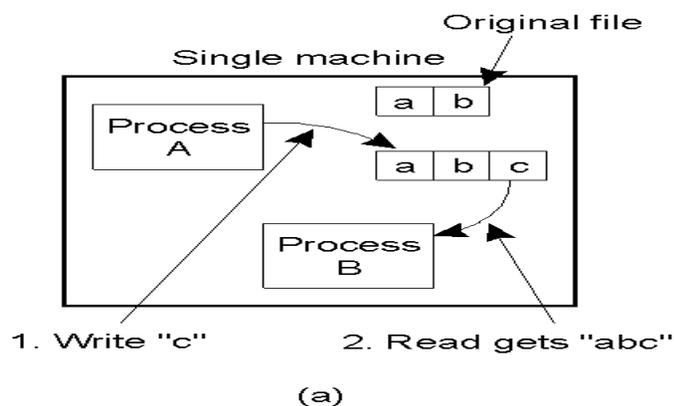 Original file
Single machine
a b
Process
A
a b c
Process
B
1. Write "c"
2. Read gets "abc"
(a)